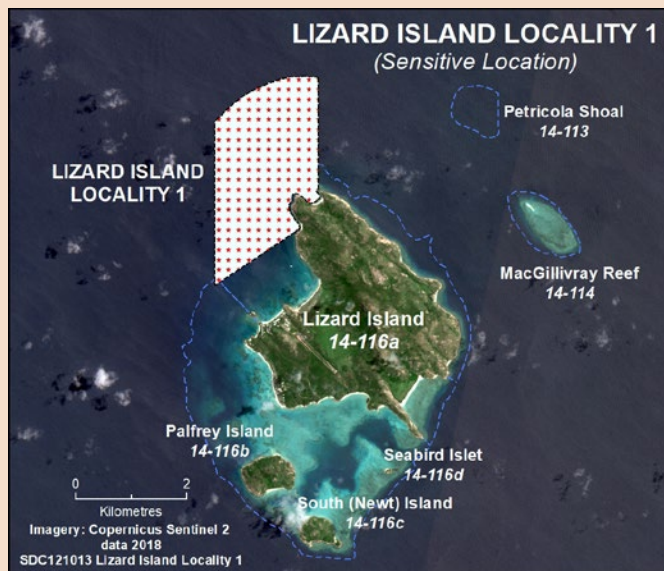 LIZARD ISLAND LOCALITY 1
(Sensitive Location)
Petricola Shoal
14-113
LIZARD ISLAND
LOCALITY 1
MacGillivray Reef
14-114
Lizard Island
14-116a
Palfrey Island
14-116b
Seabird Islet
14-116d
South (Newt) Island
14-116c
0 2
Kilometres
Imagery: Copernicus Sentinel 2
data 2018
SDC121013 Lizard Island Locality 1